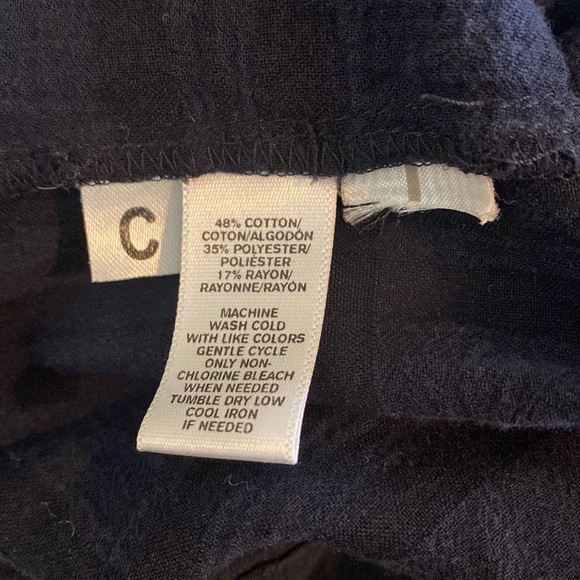 C
48% COTTON/
COTON/ALGODÓN
35% POLYESTER/
POLIÉSTER
17% RAYON/
RAYONNE/RAYÓN
MACHINE
WASH COLD
WITH LIKE COLORS
GENTLE CYCLE
ONLY NON-
CHLORINE BLEACH
WHEN NEEDED
TUMBLE DRY LOW
COOL IRON
IF NEEDED